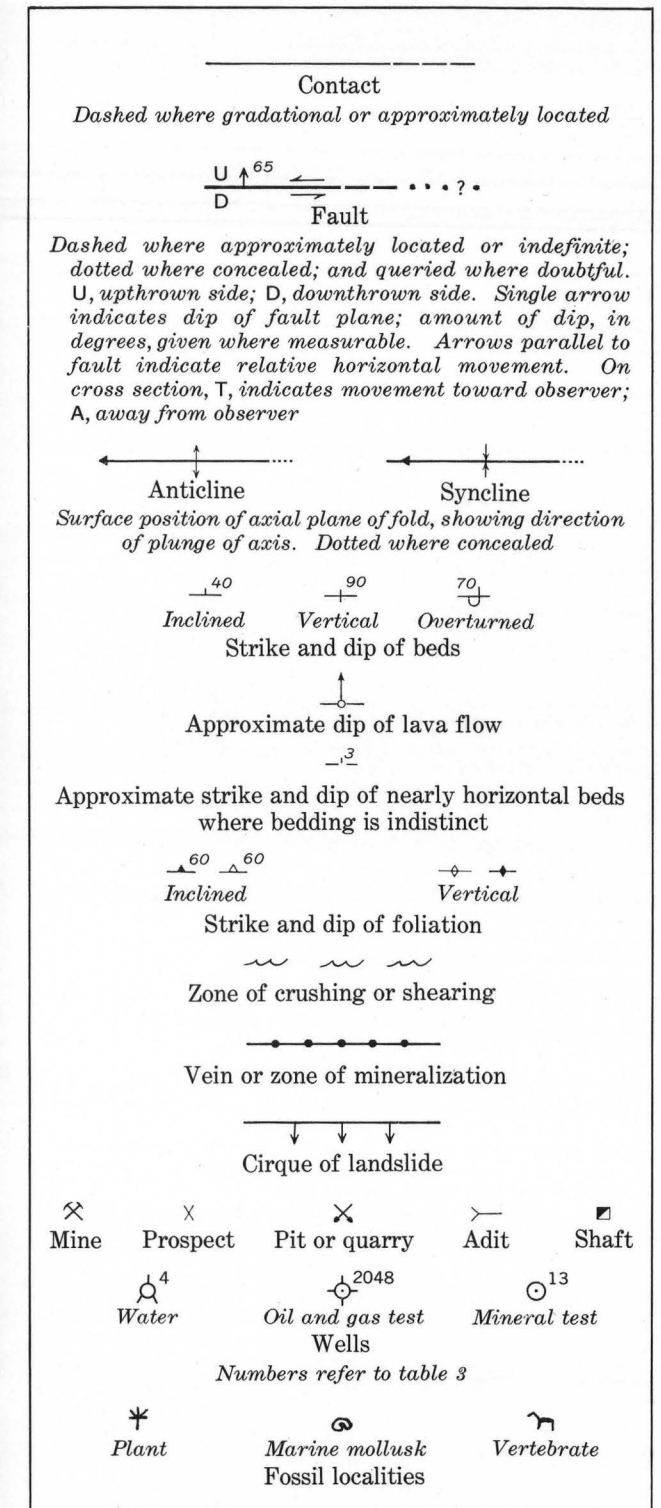 Contact
Dashed where gradational or approximately located
U 65
D
?
Fault
Dashed where approximately located or indefinite;
dotted where concealed; and queried where doubtful.
U, upthrown side; D, downthrown side. Single arrow
indicates dip of fault plane; amount of dip, in
degrees, given where measurable. Arrows parallel to
fault indicate relative horizontal movement. On
cross section, T, indicates movement toward observer;
A, away from observer
Anticline Syncline
Surface position of axial plane of fold, showing direction
of plunge of axis. Dotted where concealed
40 90 70
Inclined Vertical Overturned
Strike and dip of beds
Approximate dip of lava flow
3
Approximate strike and dip of nearly horizontal beds
where bedding is indistinct
60 60
Inclined Vertical
Strike and dip of foliation
Zone of crushing or shearing
Vein or zone of mineralization
Cirque of landslide
Mine Prospect Pit or quarry Adit Shaft
4 2048 13
Water Oil and gas test Mineral test
Wells
Numbers refer to table 3
Plant Marine mollusk Vertebrate
Fossil localities